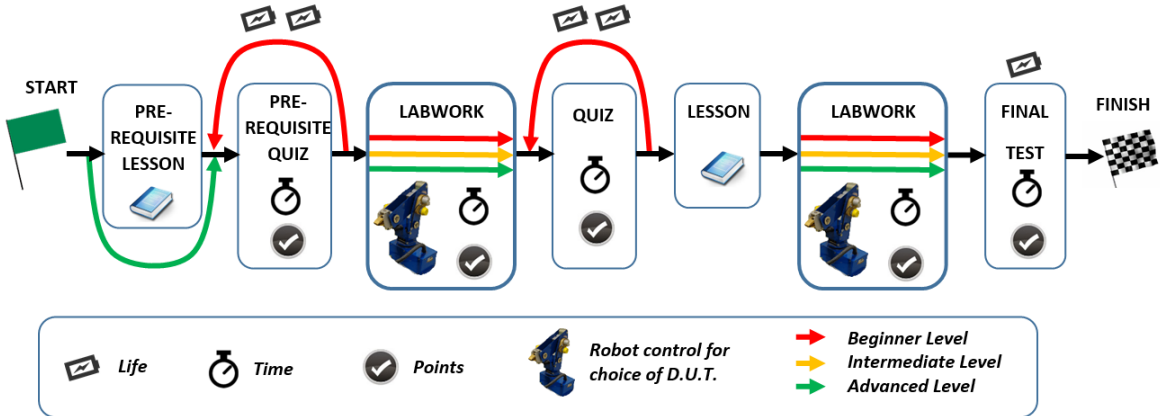 START
PRE-
REQUISITE
LESSON
PRE-
REQUISITE
QUIZ
LABWORK
QUIZ
LESSON
LABWORK
FINAL
TEST
FINISH
Life
Time
Points
Robot control for
choice of D.U.T.
Beginner Level
Intermediate Level
Advanced Level